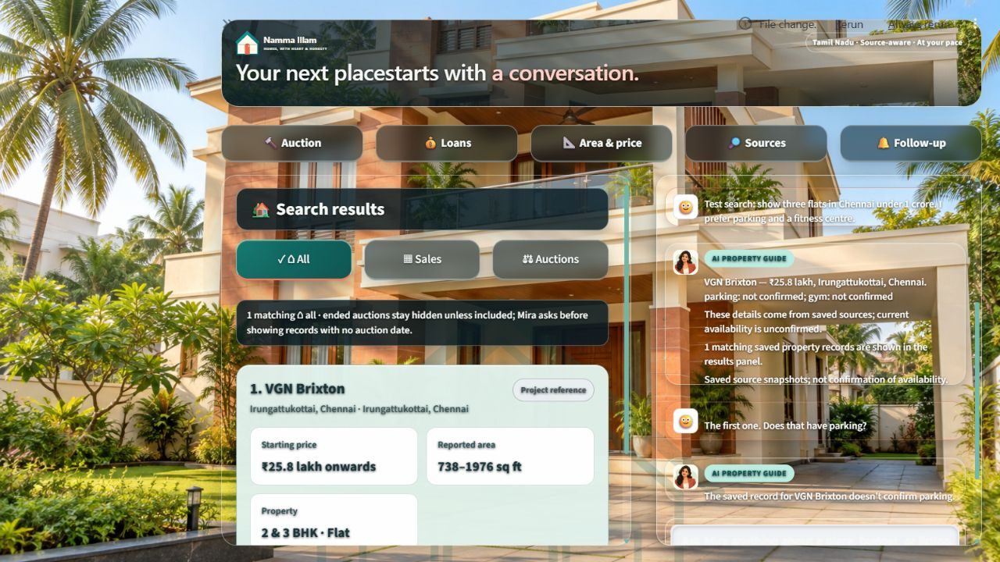 File change.
Rerun
Always rerun
Namma Illam
HOMES, WITH HEART & HONESTY
Tamil Nadu · Source-aware · At your pace
Your next placestarts with a conversation.
Auction
Loans
Area & price
Sources
Follow-up
Search results
✓ All
Sales
Auctions
1 matching ⌂ all · ended auctions stay hidden unless included; Mira asks before
showing records with no auction date.
1. VGN Brixton
Project reference
Irungattukottai, Chennai · Irungattukottai, Chennai
Starting price
₹25.8 lakh onwards
Reported area
738–1976 sq ft
Property
2 & 3 BHK · Flat
Test search: show three flats in Chennai under 1 crore. I
prefer parking and a fitness centre.
AI PROPERTY GUIDE
VGN Brixton — ₹25.8 lakh, Irungattukottai, Chennai.
parking: not confirmed; gym: not confirmed
These details come from saved sources; current
availability is unconfirmed.
1 matching saved property records are shown in the
results panel.
Saved source snapshots; not confirmation of availability.
The first one. Does that have parking?
AI PROPERTY GUIDE
The saved record for VGN Brixton doesn't confirm parking.